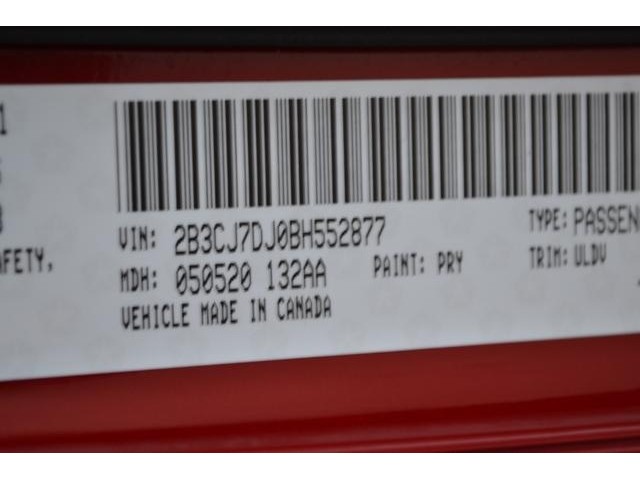 VIN: 2B3CJ7DJ0BH552877
TYPE: PASSEN
AFETY,
MDH: 050520 132AA
PAINT: PRY
TRIM: ULDV
VEHICLE MADE IN CANADA